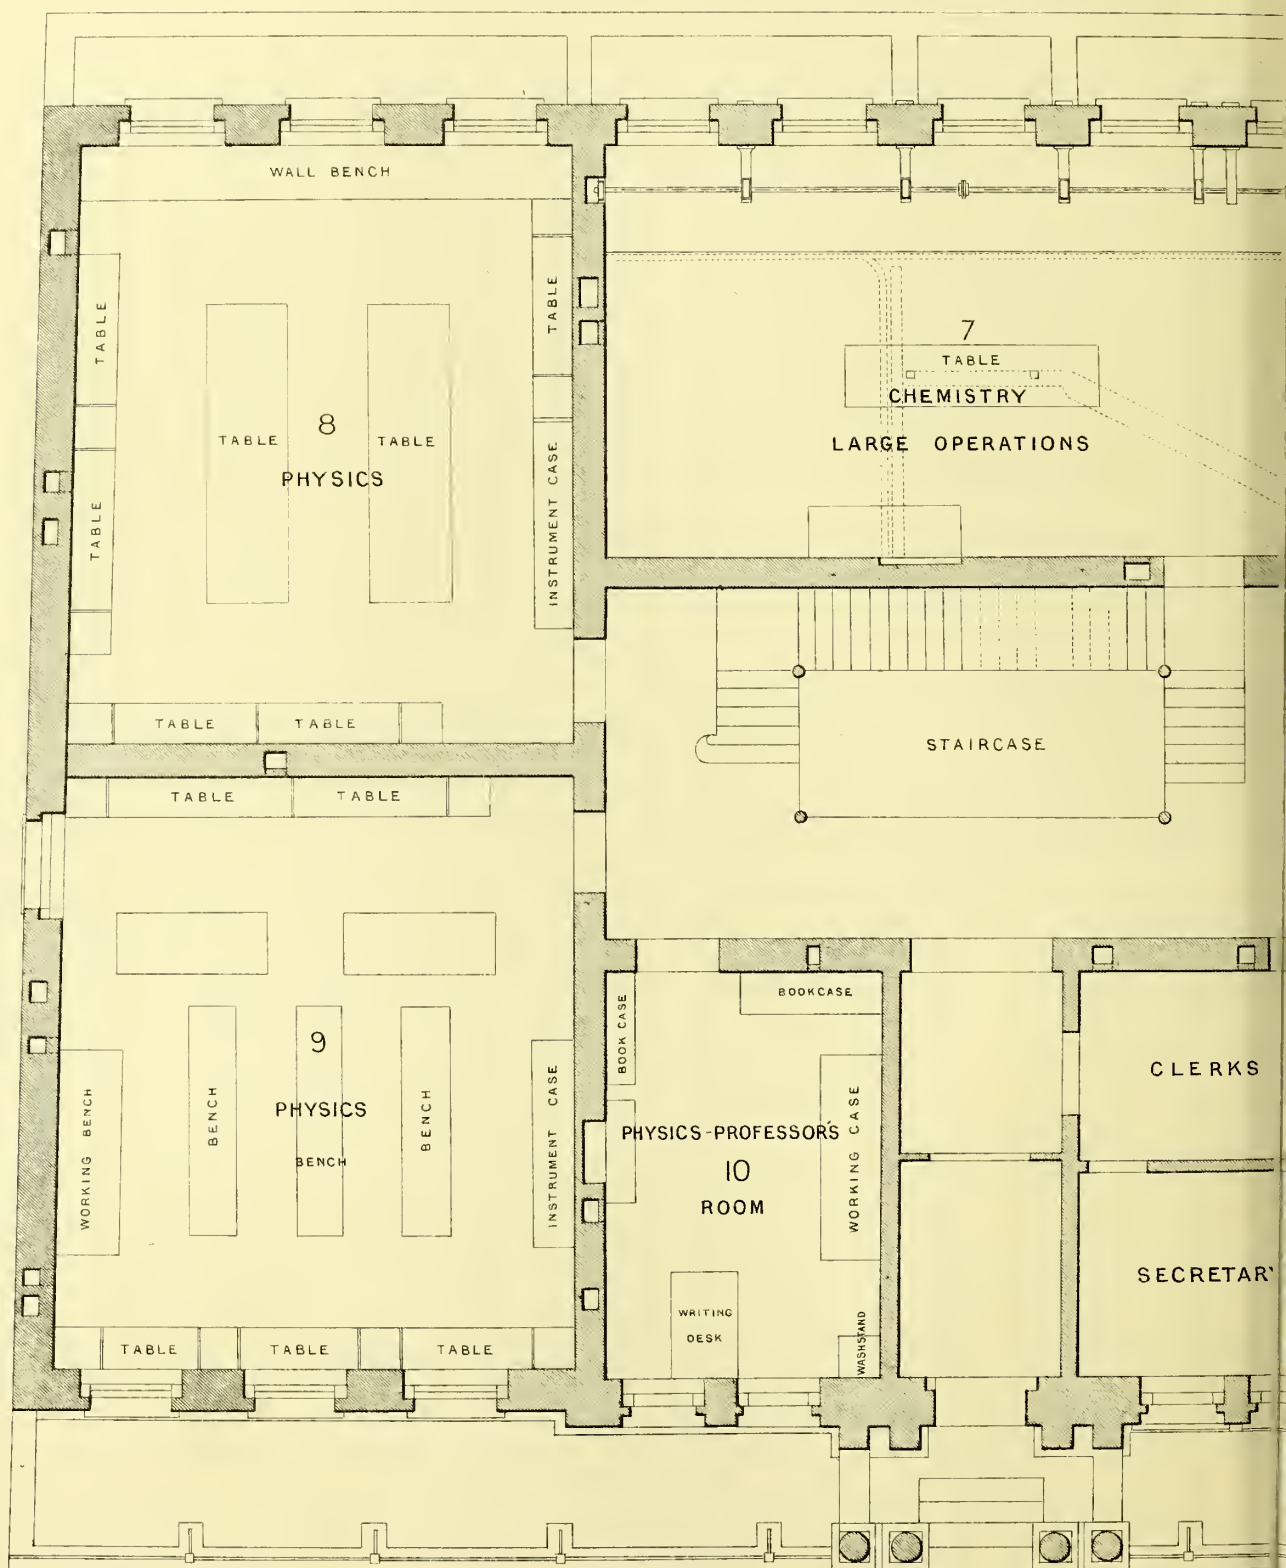 WALL BENCH
TABLE
TABLE
TABLE
TABLE
8
PHYSICS
TABLE
INSTRUMENT CASE
TABLE
TABLE
TABLE
7
TABLE
CHEMISTRY
LARGE OPERATIONS
STAIRCASE
TABLE
TABLE
9
PHYSICS
BENCH
BENCH
BENCH
WORKING BENCH
INSTRUMENT CASE
TABLE
TABLE
TABLE
BOOK CASE
BOOKCASE
PHYSICS-PROFESSOR'S
10
ROOM
WORKING CASE
WRITING
DESK
WASHSTAND
CLERKS
SECRETARY